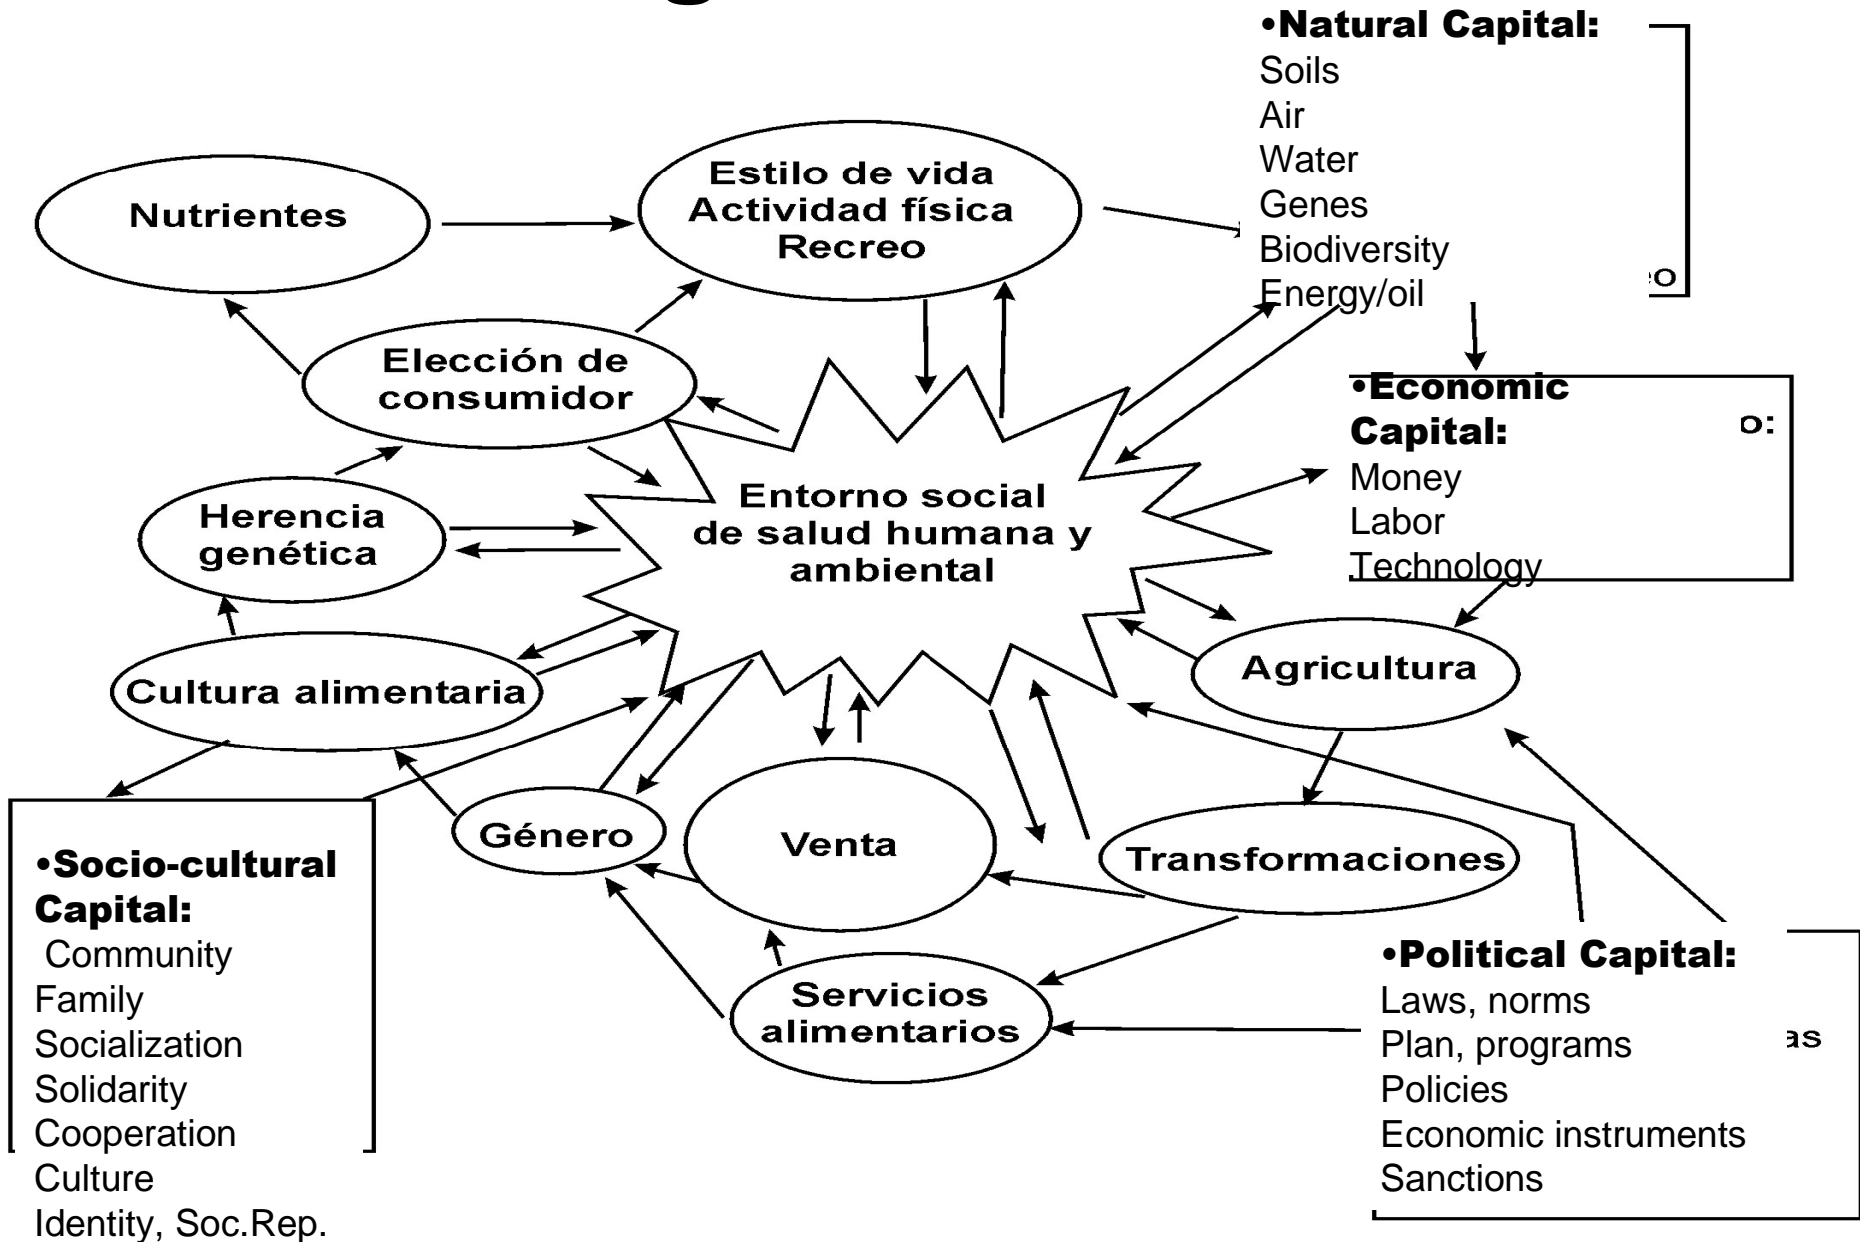 •Natural Capital:
Soils
Air
Water
Genes
Biodiversity
Energy/oil
Estilo de vida
Actividad física
Recreo
Nutrientes
Elección de
consumidor
•Economic
Capital:
o:
Money
Labor
Technology
Entorno social
de salud humana y
ambiental
Herencia
genética
Agricultura
Cultura alimentaria
Género
Venta
Transformaciones
•Socio-cultural
Capital:
Community
Family
Socialization
Solidarity
Cooperation
Culture
Identity, Soc.Rep.
Servicios
alimentarios
•Political Capital:
Laws, norms
Plan, programs
as
Policies
Economic instruments
Sanctions